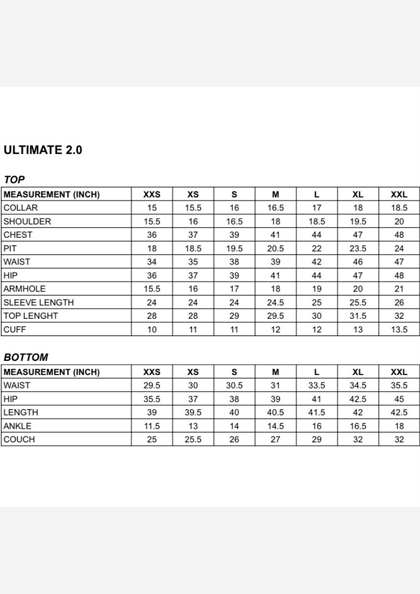 ULTIMATE 2.0
TOP
MEASUREMENT (INCH) XXS XS S M L XL XXL
COLLAR 15 15.5 16 16.5 17 18 18.5
SHOULDER 15.5 16 16.5 18 18.5 19.5 20
CHEST 36 37 39 41 44 47 48
PIT 18 18.5 19.5 20.5 22 23.5 24
WAIST 34 35 38 39 42 46 47
HIP 36 37 39 41 44 47 48
ARMHOLE 15.5 16 17 18 19 20 21
SLEEVE LENGTH 24 24 24 24.5 25 25.5 26
TOP LENGHT 28 28 29 29.5 30 31.5 32
CUFF 10 11 11 12 12 13 13.5
BOTTOM
MEASUREMENT (INCH) XXS XS S M L XL XXL
WAIST 29.5 30 30.5 31 33.5 34.5 35.5
HIP 35.5 37 38 39 41 42.5 45
LENGTH 39 39.5 40 40.5 41.5 42 42.5
ANKLE 11.5 13 14 14.5 16 16.5 18
COUCH 25 25.5 26 27 29 32 32